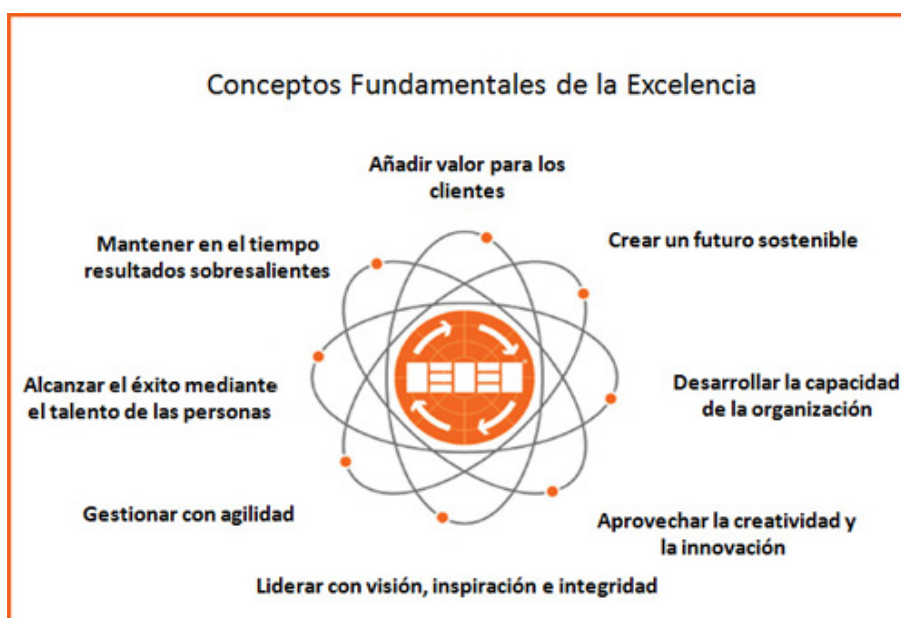 Conceptos Fundamentales de la Excelencia
Añadir valor para los
clientes
Crear un futuro sostenible
Desarrollar la capacidad
de la organización
Aprovechar la creatividad y
la innovación
Liderar con visión, inspiración e integridad
Gestionar con agilidad
Alcanzar el éxito mediante
el talento de las personas
Mantener en el tiempo
resultados sobresalientes